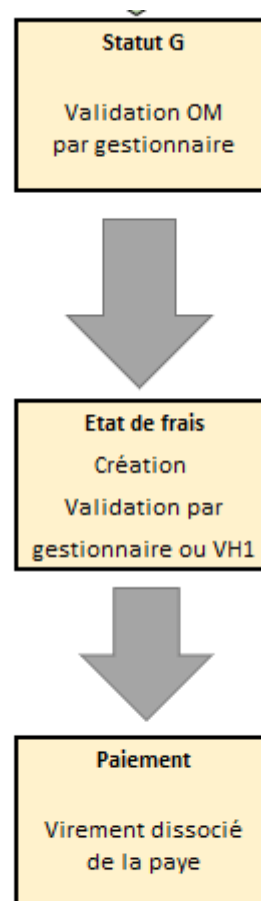 Statut G
Validation OM
par gestionnaire
Etat de frais
Création
Validation par
gestionnaire ou VH1
Paiement
Virement dissocié
de la paye